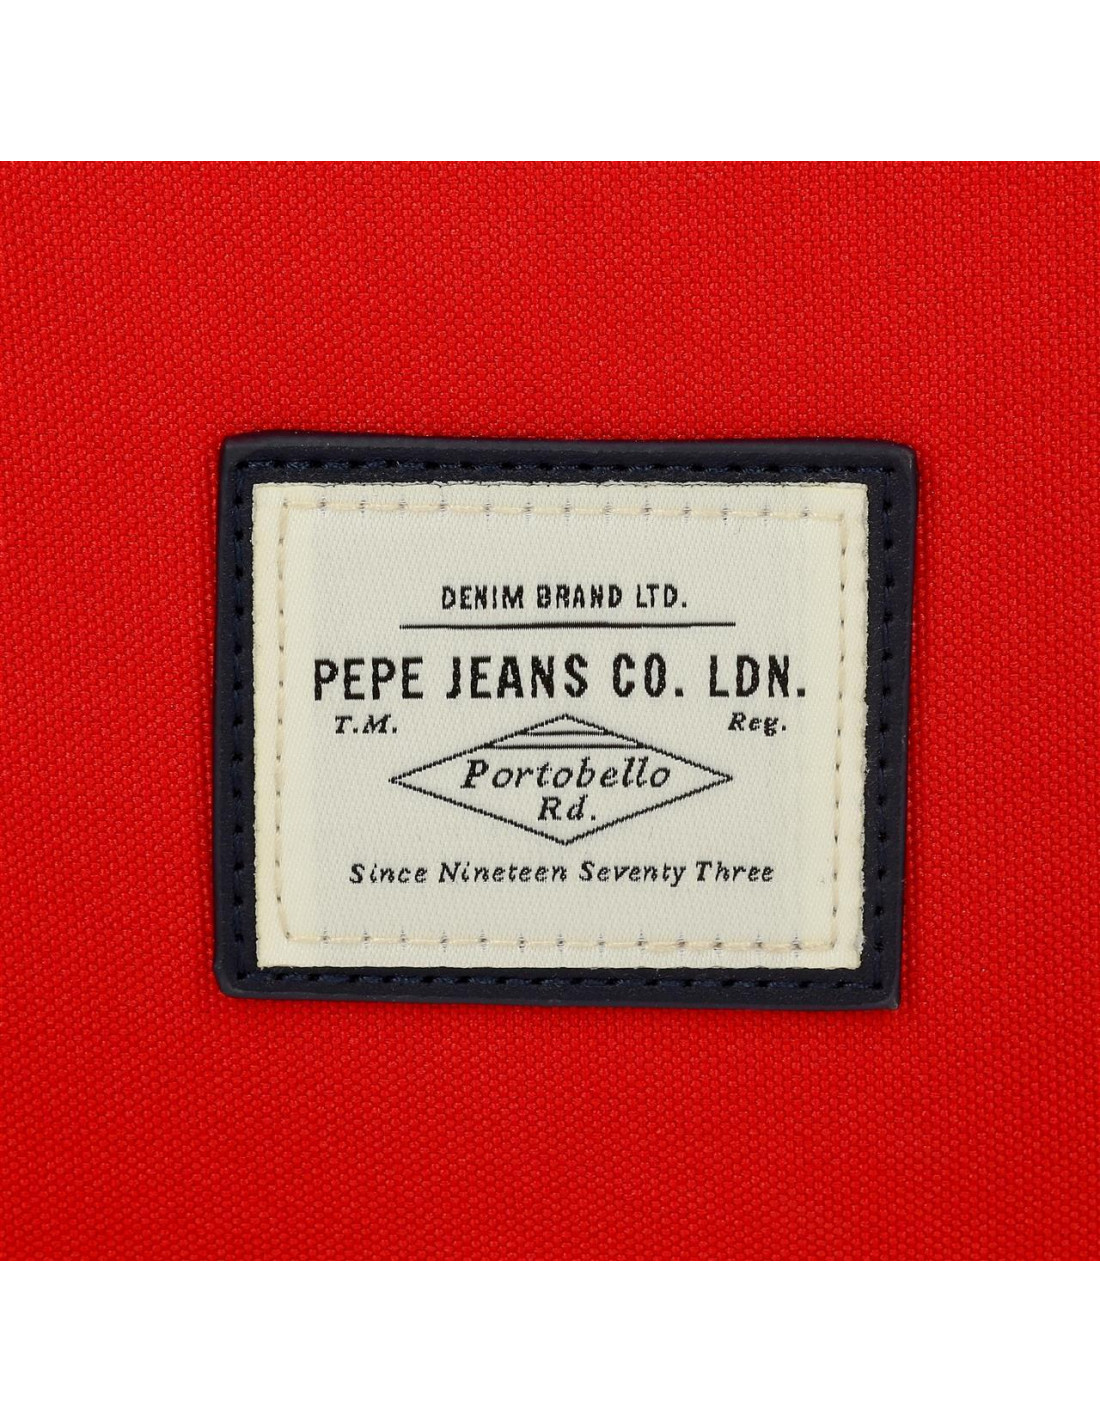 DENIM BRAND LTD.
PEPE JEANS CO. LDN.
T.M. Reg.
Portobello
Rd.
Since Nineteen Seventy Three